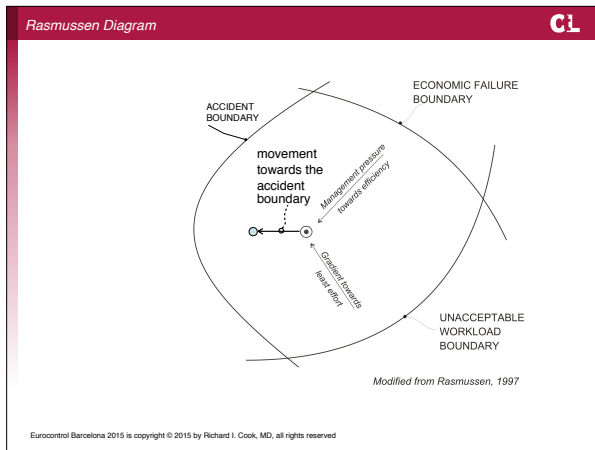 Rasmussen Diagram
CtL
ECONOMIC FAILURE
BOUNDARY
ACCIDENT
BOUNDARY
movement
towards the
accident
boundary
Management pressure
towards efficiency
Gradient towards
least effort
UNACCEPTABLE
WORKLOAD
BOUNDARY
Modified from Rasmussen, 1997
Eurocontrol Barcelona 2015 is copyright © 2015 by Richard I. Cook, MD, all rights reserved